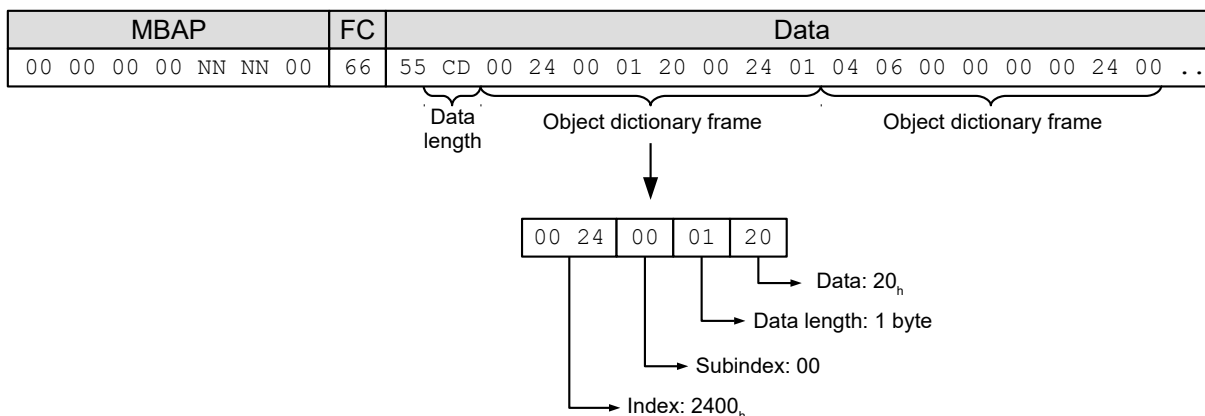 MBAP FC Data
00 00 00 00 NN NN 00 66 55 CD 00 24 00 01 20 00 24 01 04 06 00 00 00 00 24 00 ..
Data length
Object dictionary frame
Object dictionary frame
00 24 00 01 20
Data: 20h
Data length: 1 byte
Subindex: 00
Index: 2400h